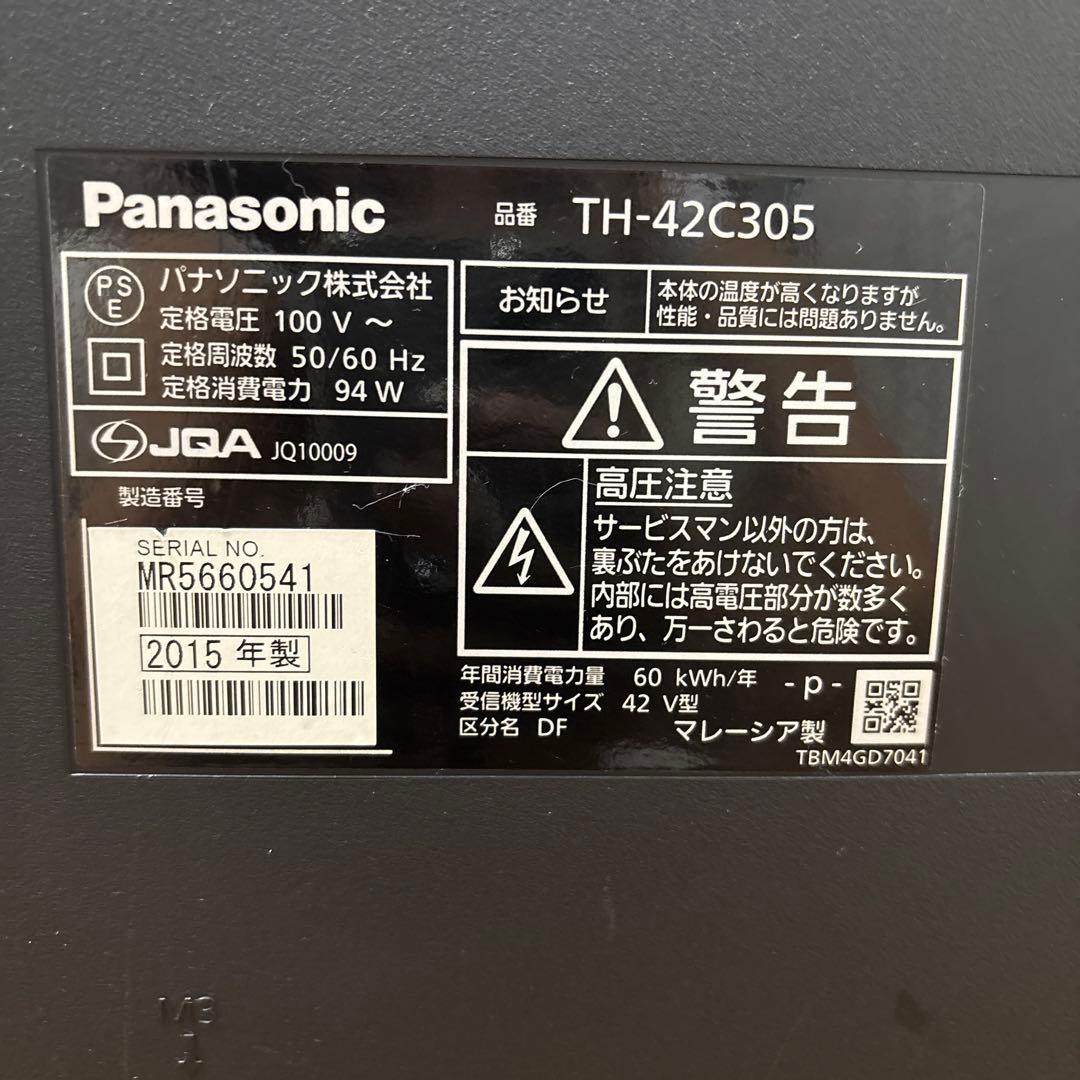 Panasonic
品番 TH-42C305
PSE
パナソニック株式会社
定格電圧 100 V ～
定格周波数 50/60 Hz
定格消費電力 94 W
JQA JQ10009
製造番号
SERIAL NO.
MR5660541
2015 年製
お知らせ
本体の温度が高くなりますが
性能・品質には問題ありません。
警告
高圧注意
サービスマン以外の方は、
裏ぶたをあけないでください。
内部には高電圧部分が数多く
あり、万一さわると危険です。
年間消費電力量 60 kWh/年
受信機型サイズ 42 V型
区分名 DF
- p -
マレーシア製
TBM4GD7041
M3